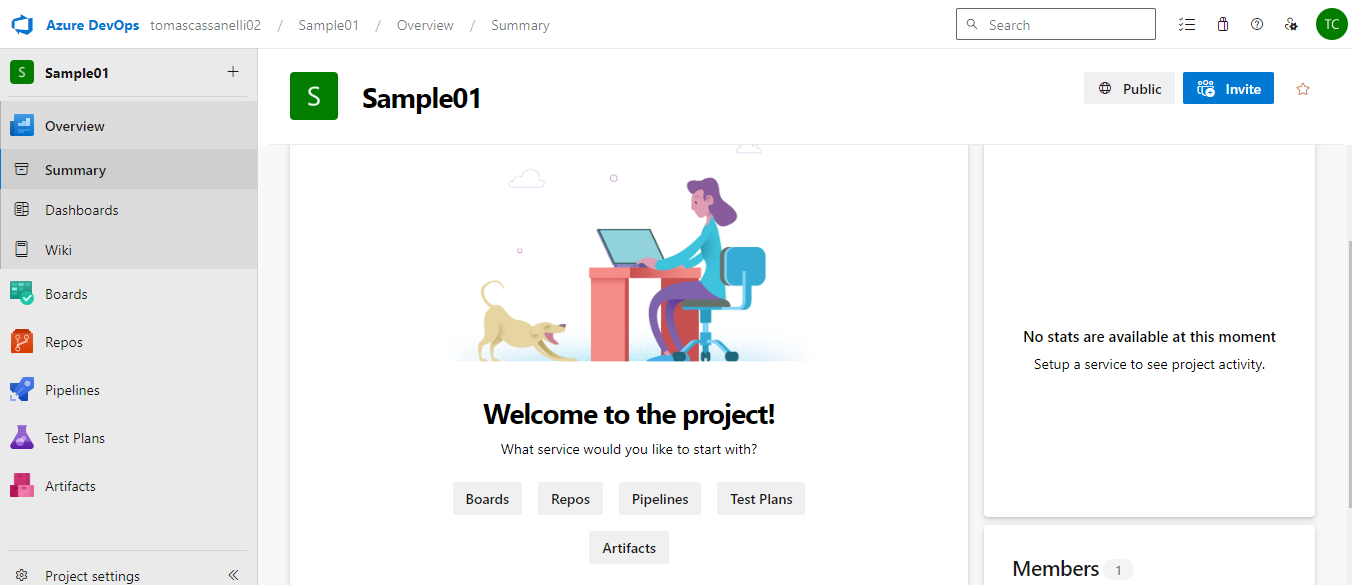 Azure DevOps tomascassanelli02 / Sample01 / Overview / Summary Search TC
S Sample01 +
Overview
Summary
Dashboards
Wiki
Boards
Repos
Pipelines
Test Plans
Artifacts
Project settings
S Sample01 Public Invite
Welcome to the project!
What service would you like to start with?
Boards Repos Pipelines Test Plans
Artifacts
No stats are available at this moment
Setup a service to see project activity.
Members 1